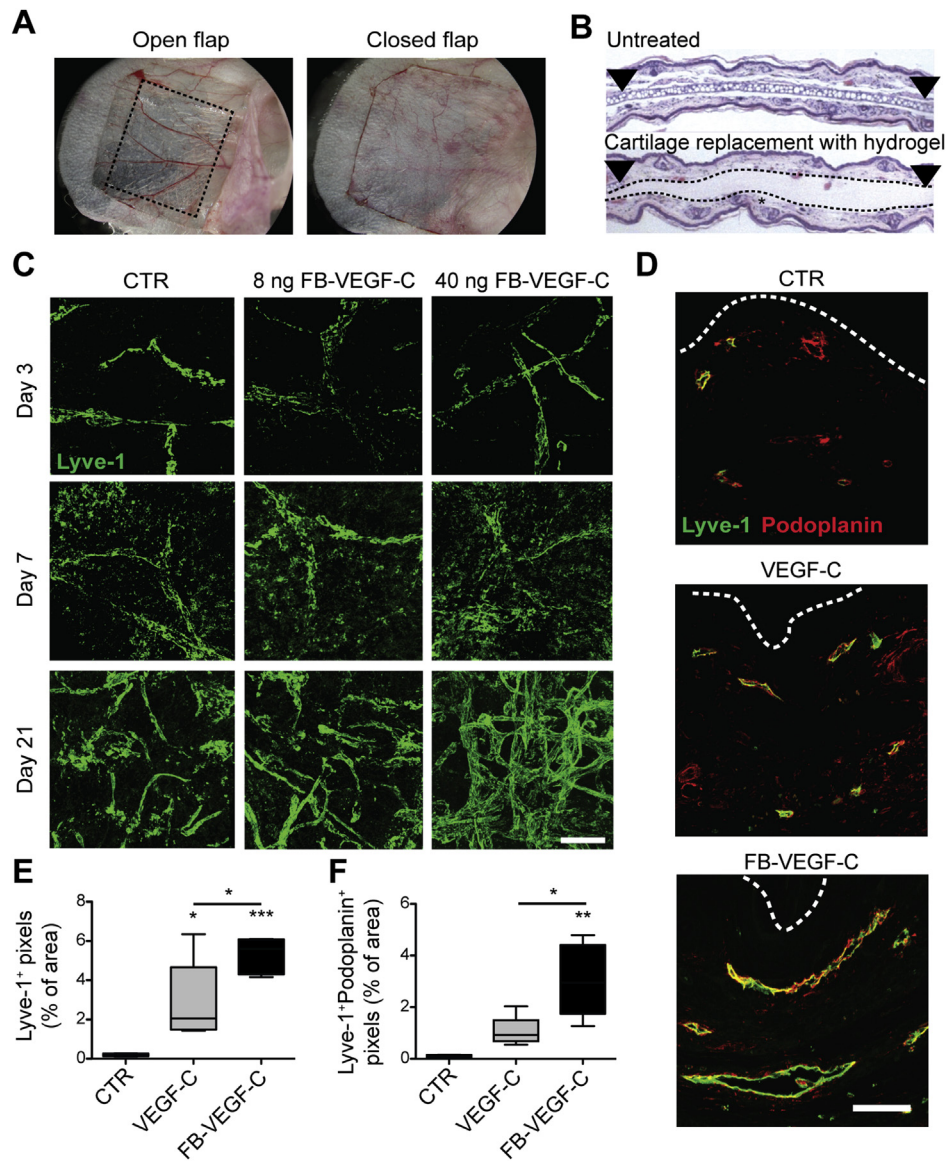 A
Open flap
Closed flap
B
Untreated
Cartilage replacement with hydrogel
*
C
CTR
8 ng FB-VEGF-C
40 ng FB-VEGF-C
Day 3
Lyve-1
Day 7
Day 21
D
CTR
Lyve-1 Podoplanin
VEGF-C
FB-VEGF-C
E
Lyve-1⁺ pixels
(% of area)
8
6
4
2
0
*
*
***
CTR
VEGF-C
FB-VEGF-C
F
Lyve-1⁺Podoplanin⁺
pixels (% of area)
6
4
2
0
*
**
CTR
VEGF-C
FB-VEGF-C